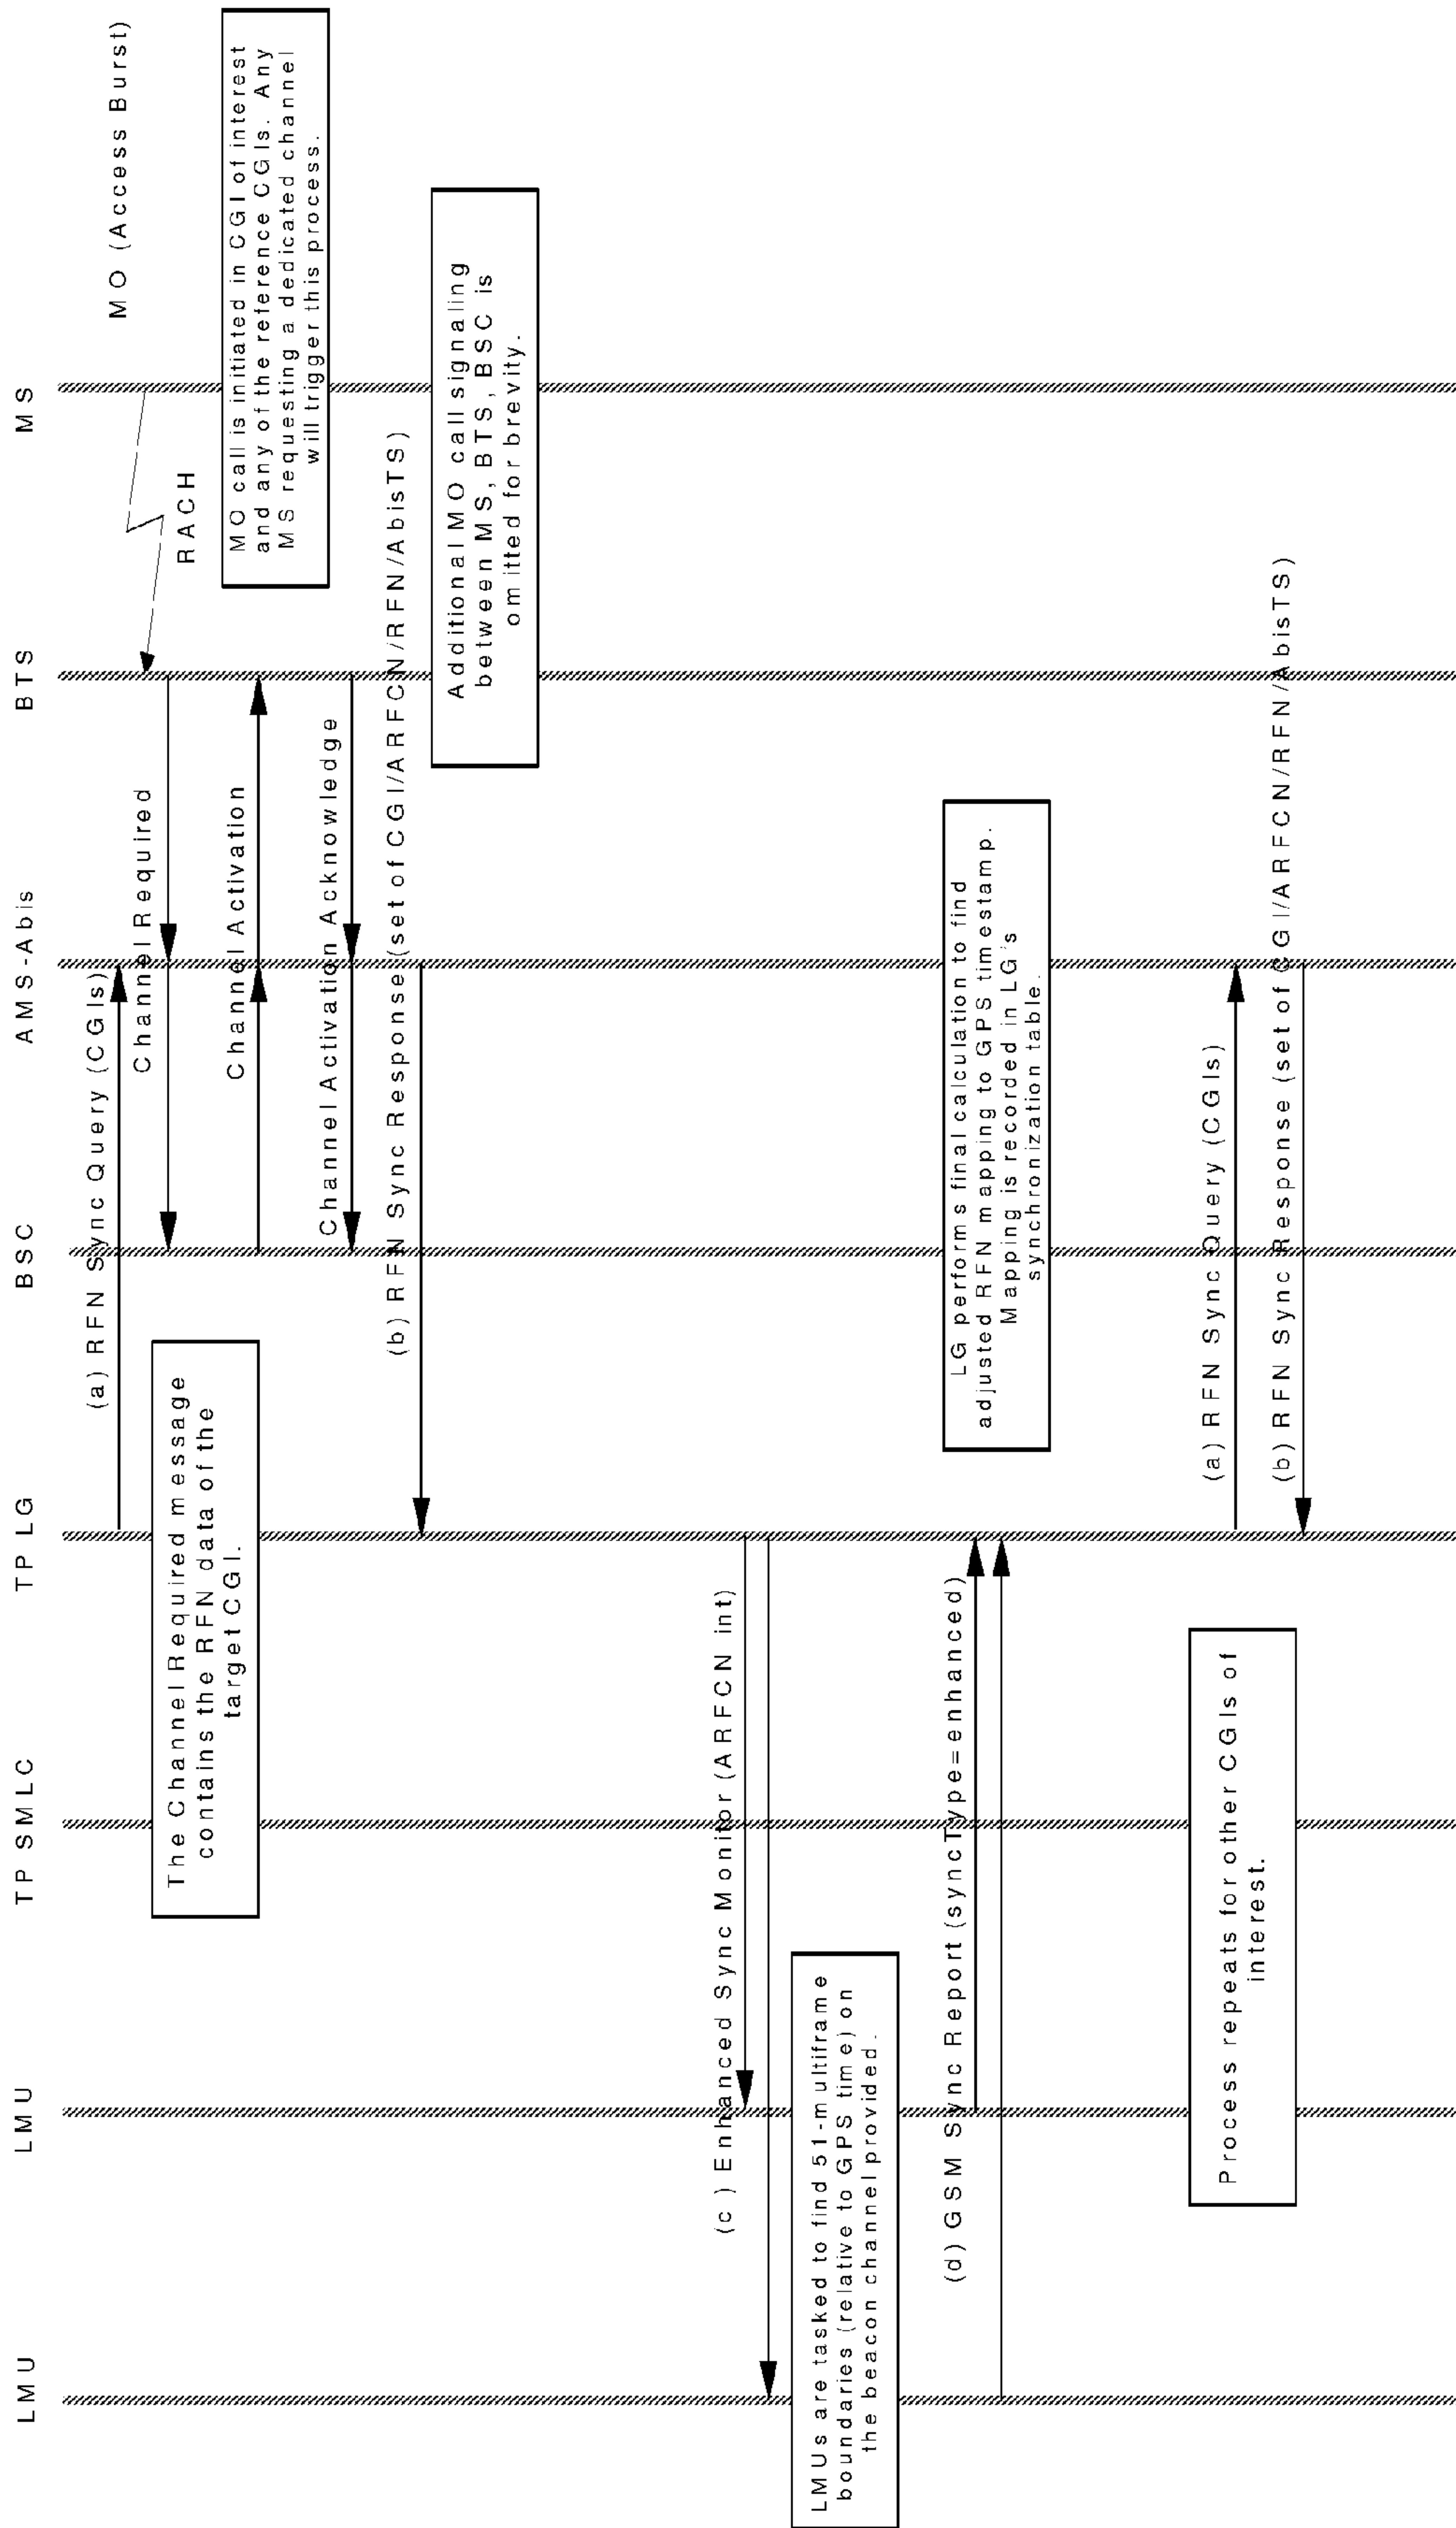 LMU
LMU
TP SMLC
TP LG
BSC
AMS-Abis
BTS
MS
MO (Access Burst)
(a) RFN Sync Query (CGIs)
RACH
Channel Required
The Channel Required message
contains the RFN data of the
target CGI.
MO call is initiated in CGI of interest
and any of the reference CGIs. Any
MS requesting a dedicated channel
will trigger this process.
Channel Activation
Channel Activation Acknowledge
(b) RFN Sync Response (set of CGI/ARFCN/RFN/AbisTS)
Additional MO call signaling
between MS, BTS, BSC is
omitted for brevity.
(c ) Enhanced Sync Monitor (ARFCN int)
LMUs are tasked to find 51-multiframe
boundaries (relative to GPS time) on
the beacon channel provided.
(d) GSM Sync Report (syncType=enhanced)
LG performs final calculation to find
adjusted RFN mapping to GPS timestamp.
Mapping is recorded in LG's
synchronization table.
Process repeats for other CGIs of
interest.
(a) RFN Sync Query (CGIs)
(b) RFN Sync Response (set of CGI/ARFCN/RFN/AbisTS)